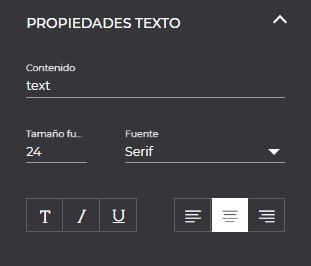 PROPIEDADES TEXTO
Contenido
text
Tamaño fu...
Fuente
24
Serif
T I U